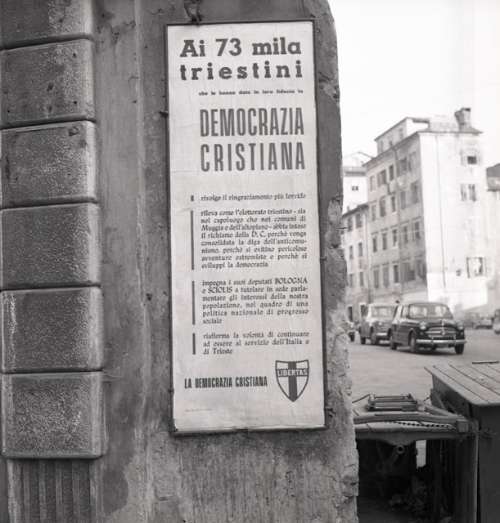 Ai 73 mila
triestini
che le hanno dato la loro fiducia la
DEMOCRAZIA
CRISTIANA
rivolge il ringraziamento più fervido
rileva come l'elettorato triestino - sia
nel capoluogo che nei comuni di
Muggia e dell'altopiano - abbia inteso
il richiamo della D. C. perchè venga
consolidata la diga dell'anticomu-
nismo, perchè si evitino pericolose
avventure estremiste e perchè si
sviluppi la democrazia
impegna i suoi deputati BOLOGNA
e SCIOLIS a tutelare in sede parla-
mentare gli interessi della nostra
popolazione, nel quadro di una
politica nazionale di progresso
sociale
riafferma la volontà di continuare
ad essere al servizio dell'Italia e
di Trieste
LA DEMOCRAZIA CRISTIANA
LIBERTAS